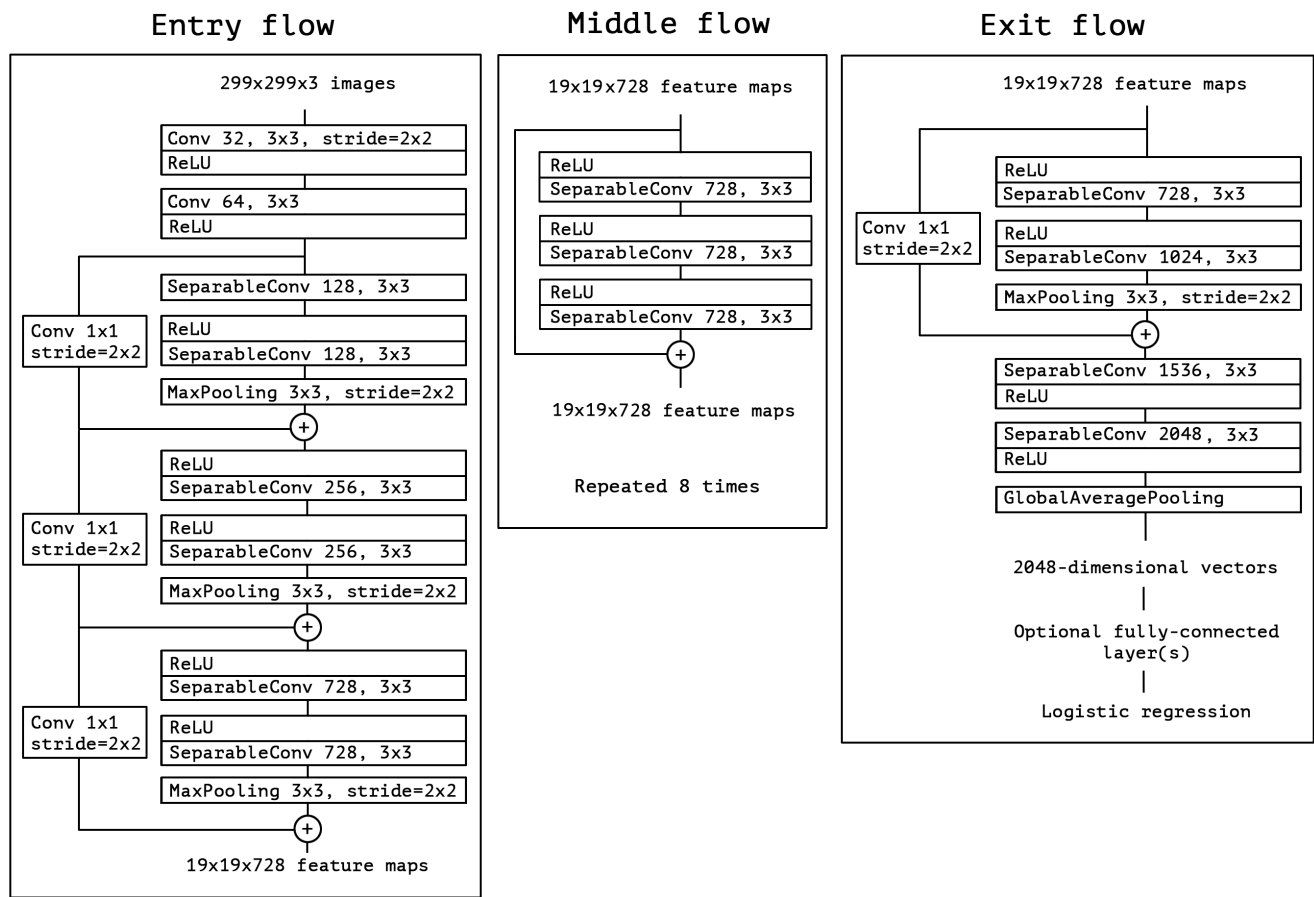 Entry flow
299x299x3 images
Conv 32, 3x3, stride=2x2
ReLU
Conv 64, 3x3
ReLU
SeparableConv 128, 3x3
Conv 1x1
stride=2x2
ReLU
SeparableConv 128, 3x3
MaxPooling 3x3, stride=2x2
+
ReLU
SeparableConv 256, 3x3
Conv 1x1
stride=2x2
ReLU
SeparableConv 256, 3x3
MaxPooling 3x3, stride=2x2
+
ReLU
SeparableConv 728, 3x3
Conv 1x1
stride=2x2
ReLU
SeparableConv 728, 3x3
MaxPooling 3x3, stride=2x2
+
19x19x728 feature maps
Middle flow
19x19x728 feature maps
ReLU
SeparableConv 728, 3x3
ReLU
SeparableConv 728, 3x3
ReLU
SeparableConv 728, 3x3
+
19x19x728 feature maps
Repeated 8 times
Exit flow
19x19x728 feature maps
ReLU
SeparableConv 728, 3x3
Conv 1x1
stride=2x2
ReLU
SeparableConv 1024, 3x3
MaxPooling 3x3, stride=2x2
+
SeparableConv 1536, 3x3
ReLU
SeparableConv 2048, 3x3
ReLU
GlobalAveragePooling
2048-dimensional vectors
Optional fully-connected
layer(s)
Logistic regression